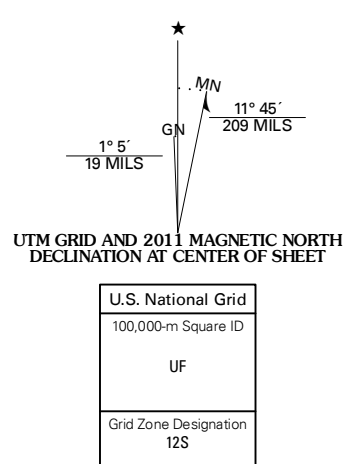 ★
MN
GN
11° 45´
209 MILS
1° 5´
19 MILS
UTM GRID AND 2011 MAGNETIC NORTH
DECLINATION AT CENTER OF SHEET
U.S. National Grid
100,000-m Square ID
UF
Grid Zone Designation
12S